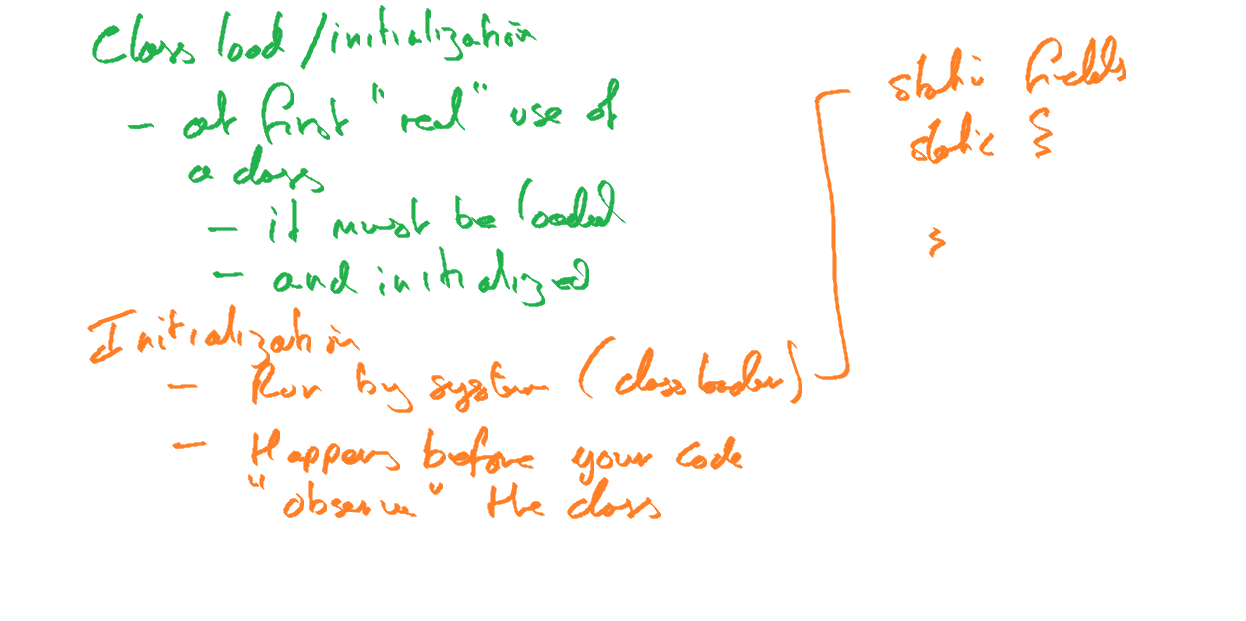 Class load/initialization
- at first "real" use of
a class
- it must be loaded
- and initialized
Initialization
- Run by system (classloader)
- Happens before your code
"observe" the class
static fields
static {
}